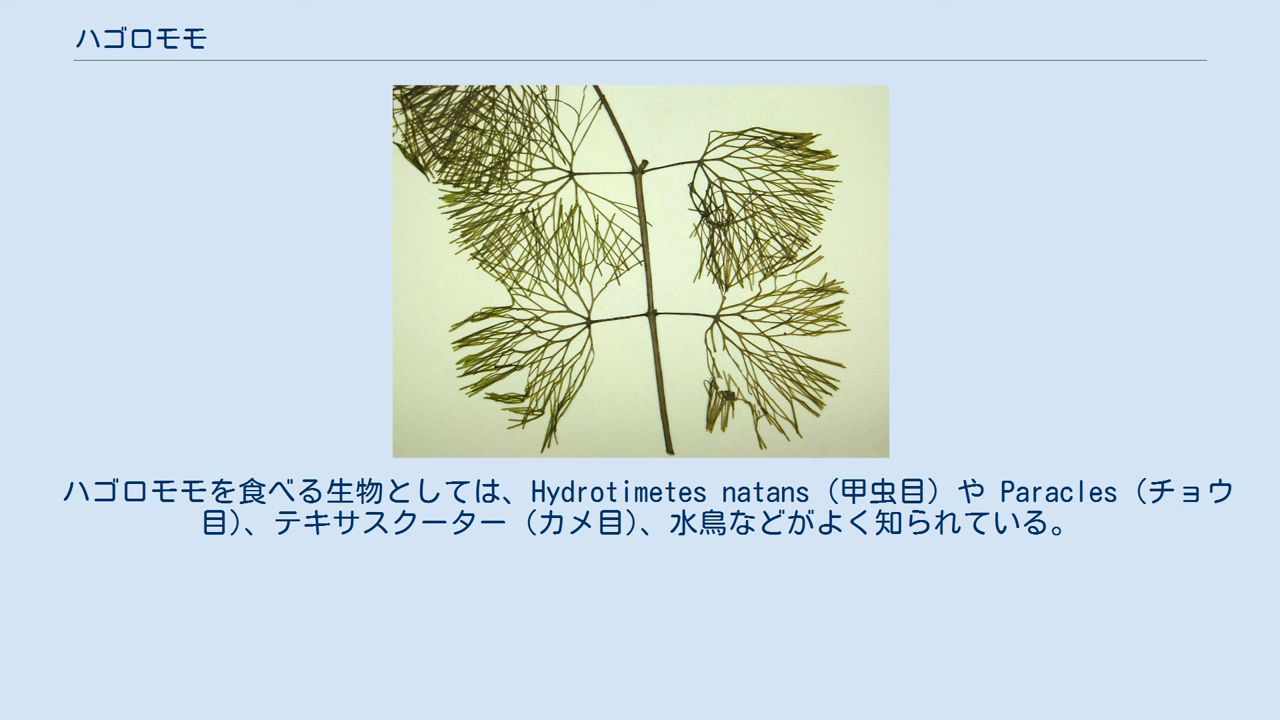 ハゴロモモ
ハゴロモモを食べる生物としては、Hydrotimetes natans（甲虫目）や Paracles（チョウ
目）、テキサスクーター（カメ目）、水鳥などがよく知られている。